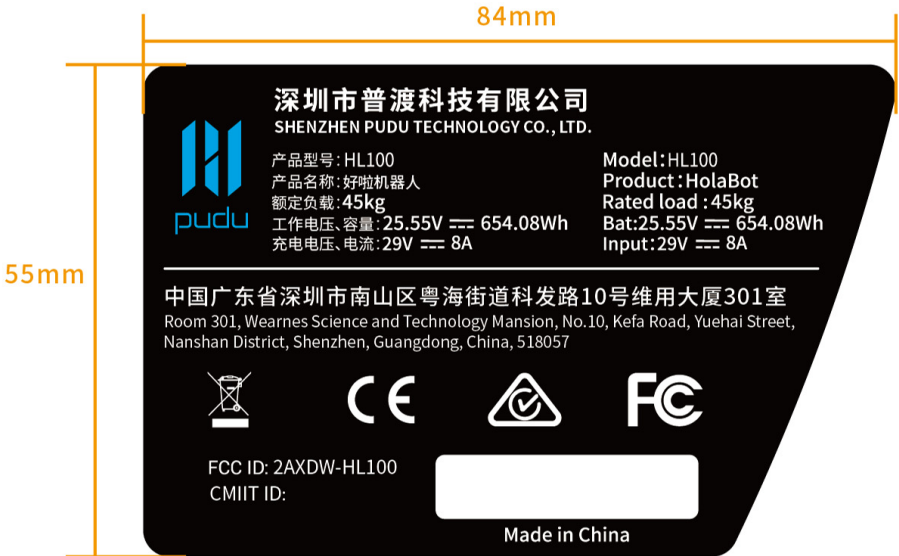 84mm
55mm
pudu
深圳市普渡科技有限公司
SHENZHEN PUDU TECHNOLOGY CO., LTD.
产品型号：HL100
产品名称：好啦机器人
额定负载：45kg
工作电压、容量：25.55V ⎓ 654.08Wh
充电电压、电流：29V ⎓ 8A
Model:HL100
Product:HolaBot
Rated load:45kg
Bat:25.55V ⎓ 654.08Wh
Input:29V ⎓ 8A
中国广东省深圳市南山区粤海街道科发路10号维用大厦301室
Room 301, Wearnes Science and Technology Mansion, No.10, Kefa Road, Yuehai Street,
Nanshan District, Shenzhen, Guangdong, China, 518057
CE
FC
FCC ID: 2AXDW-HL100
CMIIT ID:
Made in China